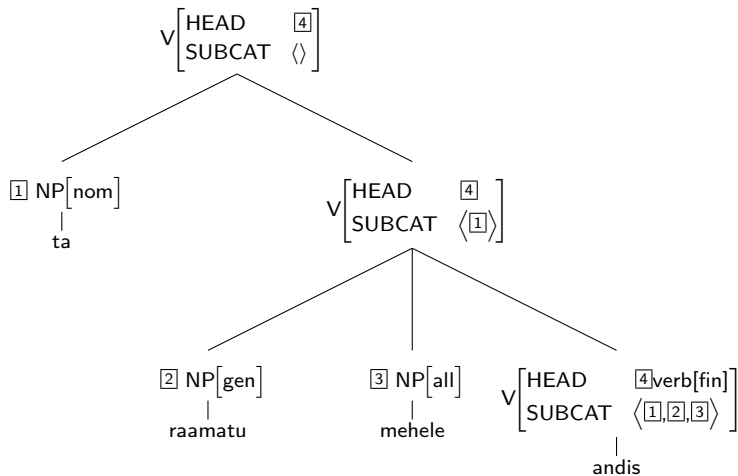 V[HEAD 4
SUBCAT ⟨⟩]
1 NP[nom]
ta
V[HEAD 4
SUBCAT ⟨1⟩]
2 NP[gen]
raamatu
3 NP[all]
mehele
V[HEAD 4verb[fin]
SUBCAT ⟨1,2,3⟩]
andis